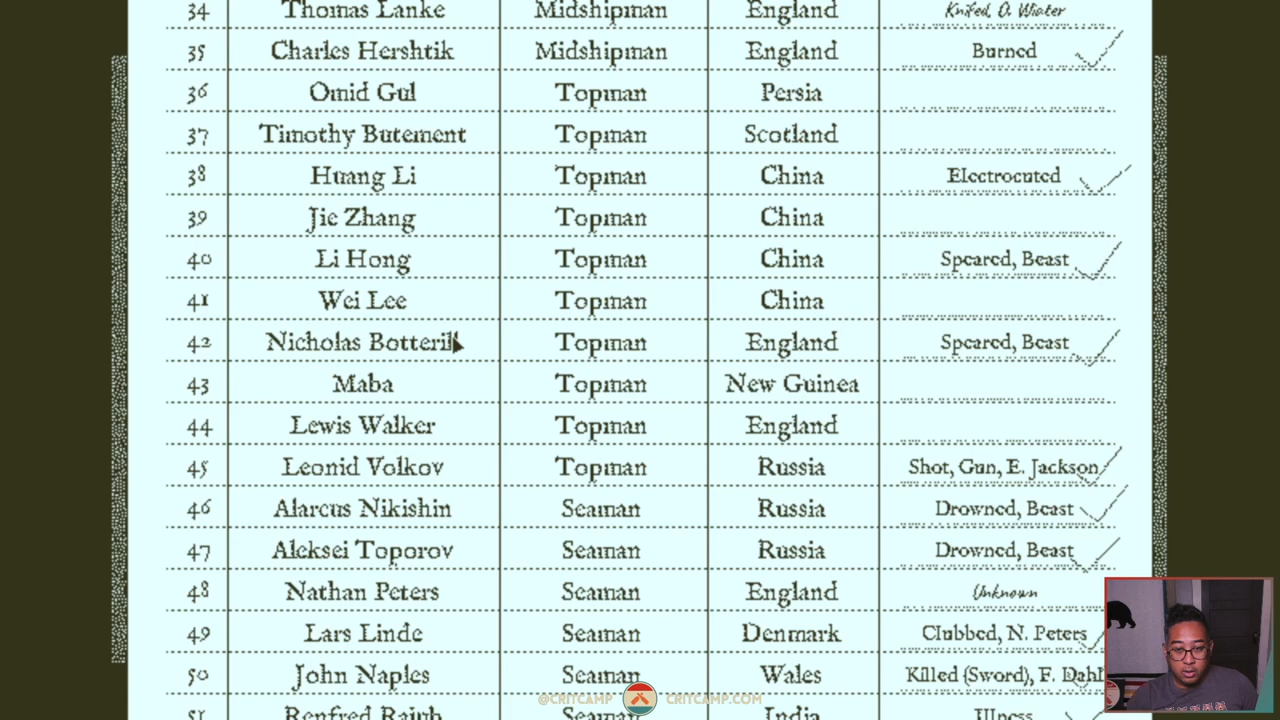 34 Thomas Lanke Midshipman England Knifed, O. Wiater
35 Charles Hershtik Midshipman England Burned
36 Omid Gul Topman Persia
37 Timothy Butement Topman Scotland
38 Huang Li Topman China Electrocuted
39 Jie Zhang Topman China
40 Li Hong Topman China Speared, Beast
41 Wei Lee Topman China
42 Nicholas Botterill Topman England Speared, Beast
43 Maba Topman New Guinea
44 Lewis Walker Topman England
45 Leonid Volkov Topman Russia Shot, Gun, E. Jackson
46 Alarcus Nikishin Seaman Russia Drowned, Beast
47 Aleksei Toporov Seaman Russia Drowned, Beast
48 Nathan Peters Seaman England Unknown
49 Lars Linde Seaman Denmark Clubbed, N. Peters
50 John Naples Seaman Wales Killed (Sword), F. Dahl
51 Renfred Rajub Seaman India Illness
@CRITCAMP CRITCAMP.COM